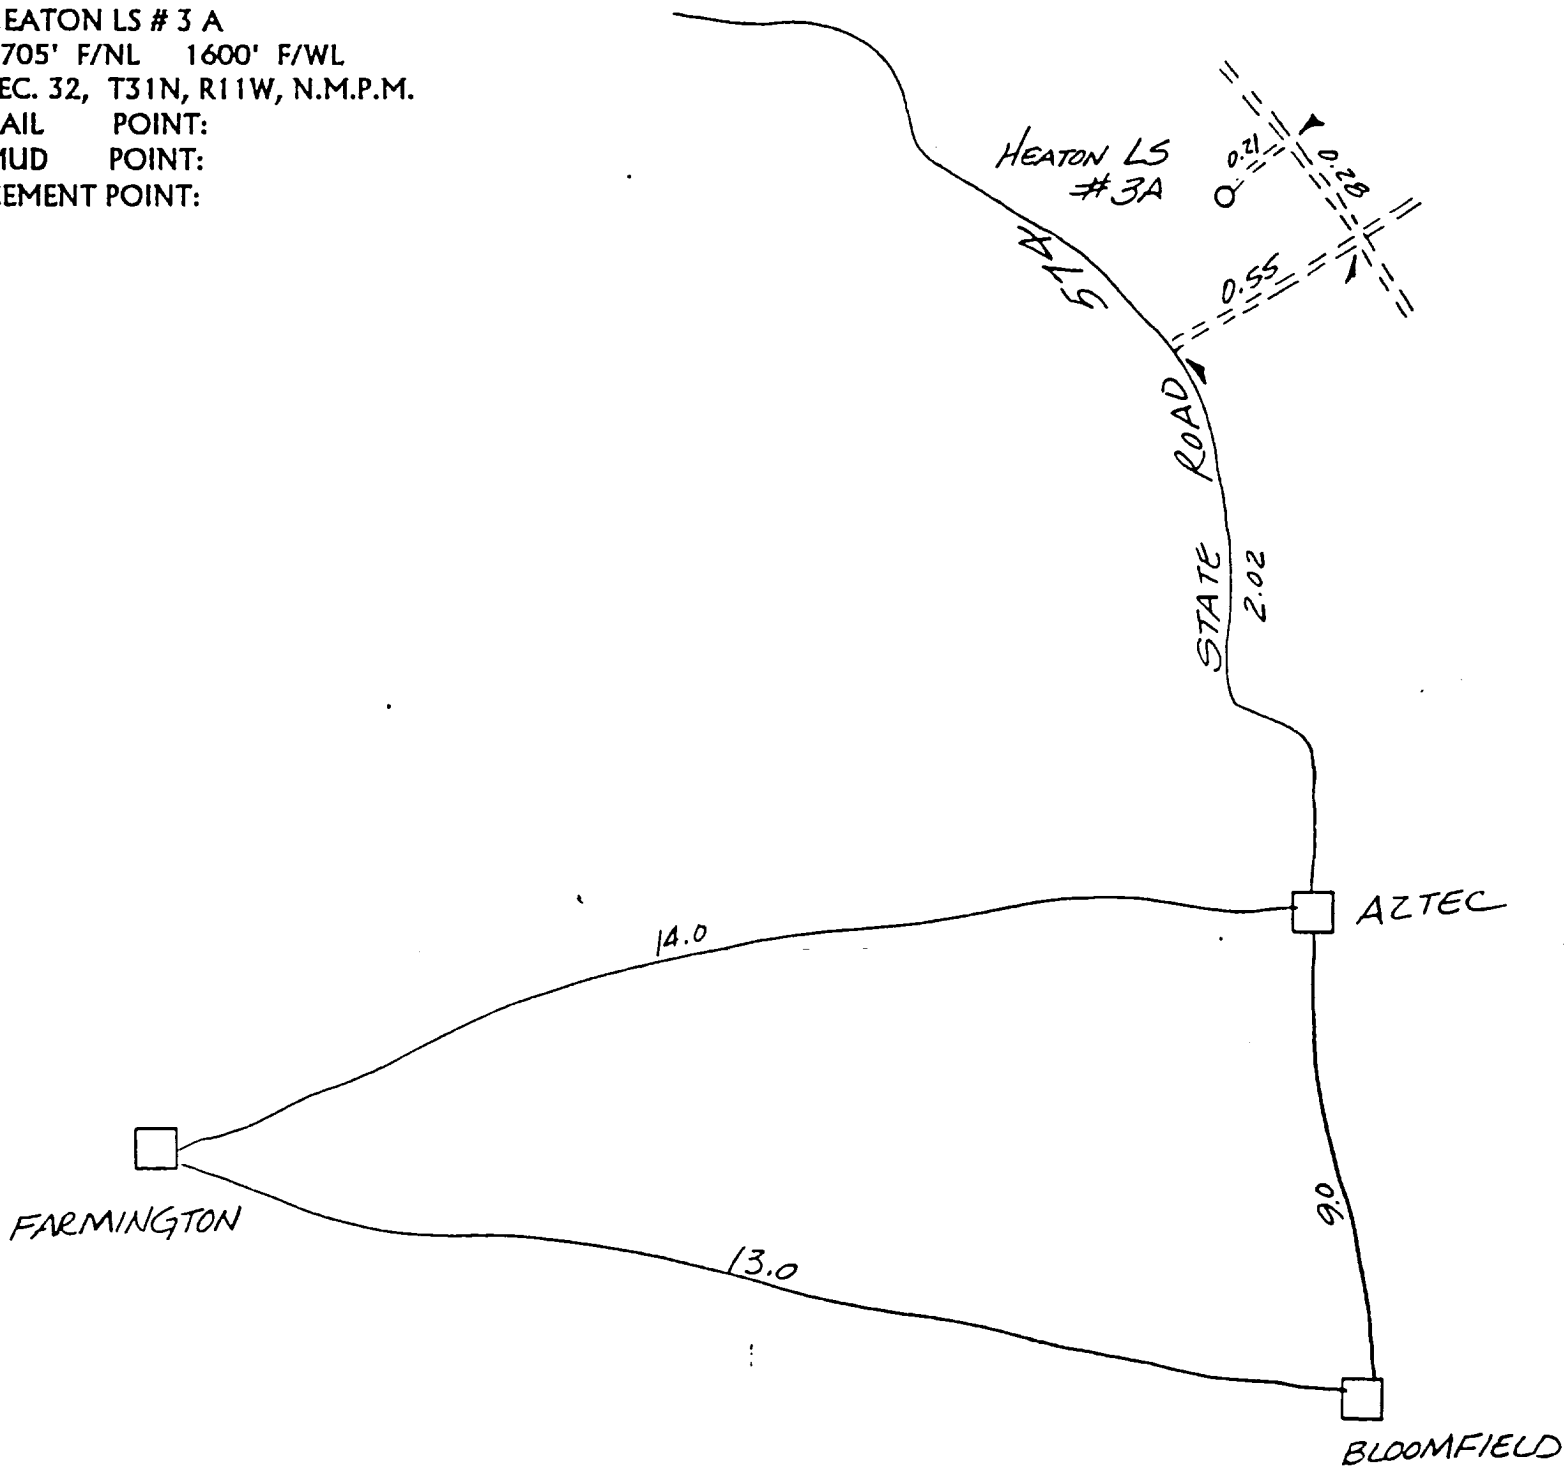 EATON LS # 3 A
705' F/NL 1600' F/WL
EC. 32, T31N, R11W, N.M.P.M.
AIL POINT:
MUD POINT:
CEMENT POINT:
HEATON LS
#3A
0.21
0.28
0.55
574
ROAD
STATE
2.02
AZTEC
14.0
FARMINGTON
9.0
13.0
BLOOMFIELD